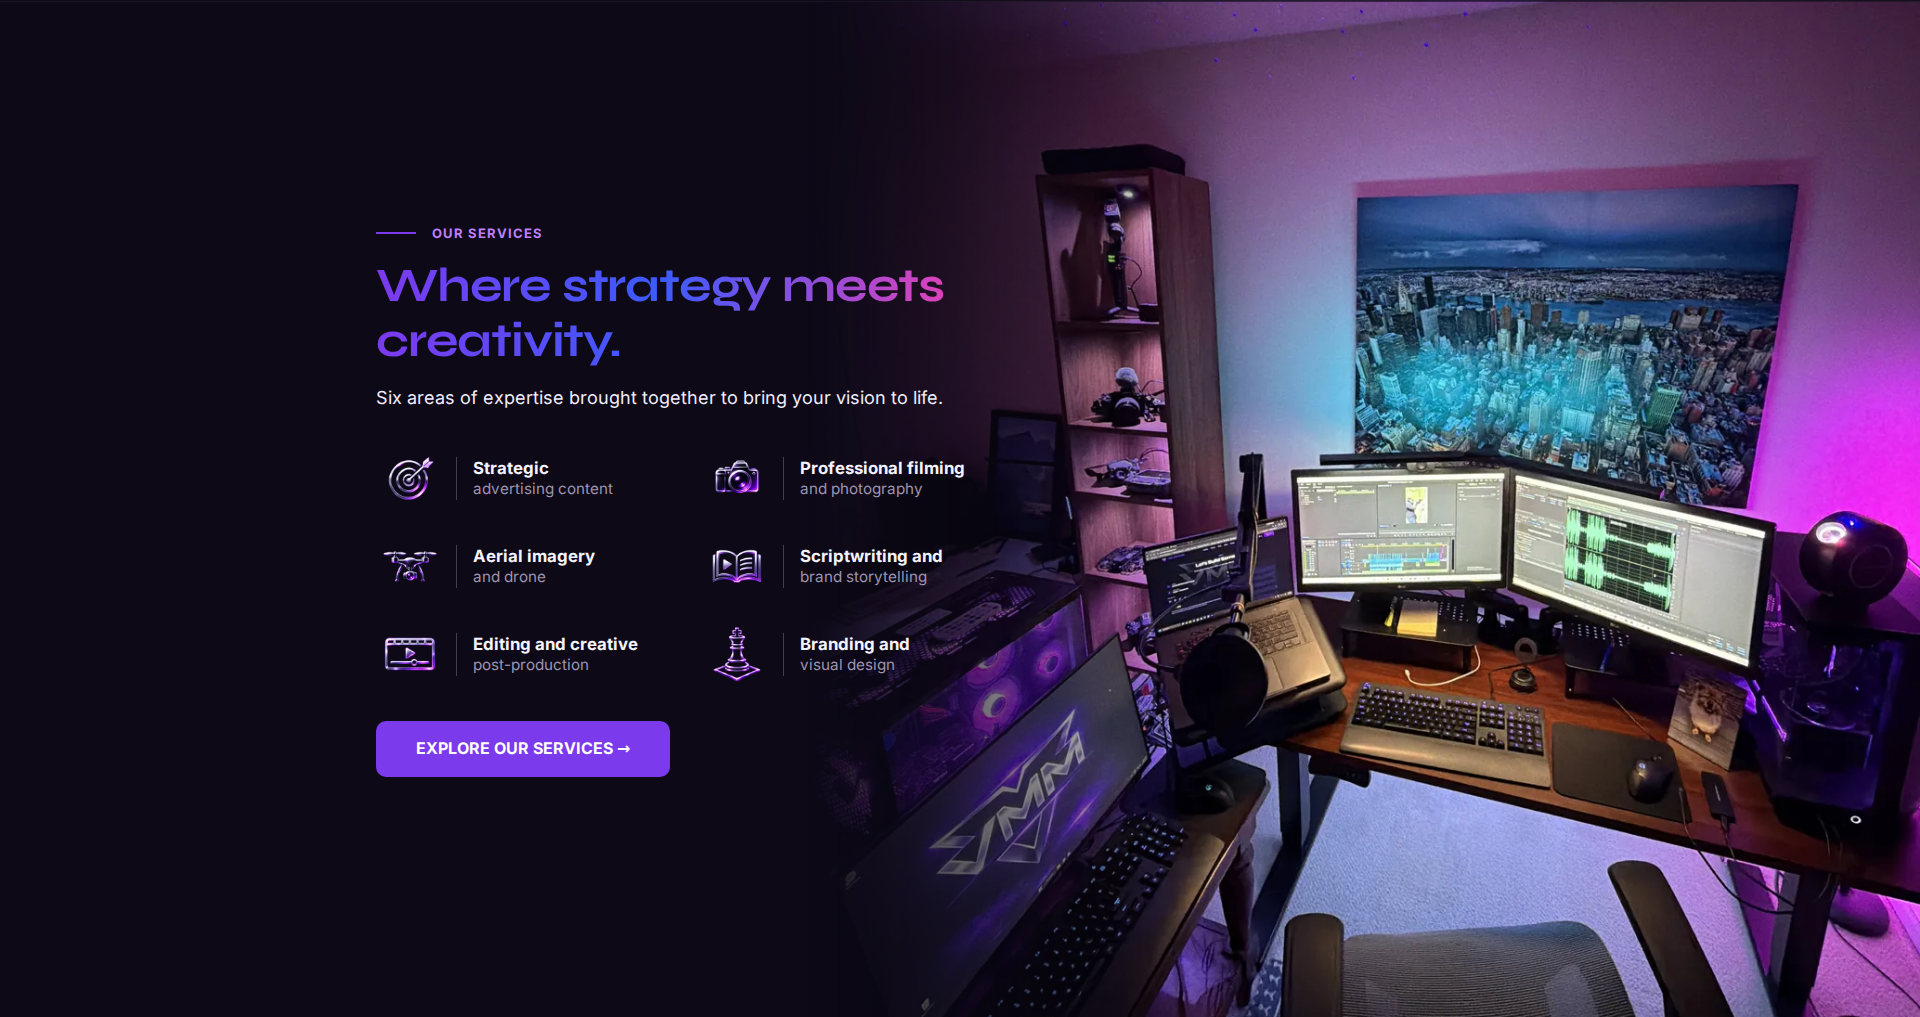 OUR SERVICES
Where strategy meets
creativity.
Six areas of expertise brought together to bring your vision to life.
Strategic
advertising content
Professional filming
and photography
Aerial imagery
and drone
Scriptwriting and
brand storytelling
Editing and creative
post-production
Branding and
visual design
EXPLORE OUR SERVICES →